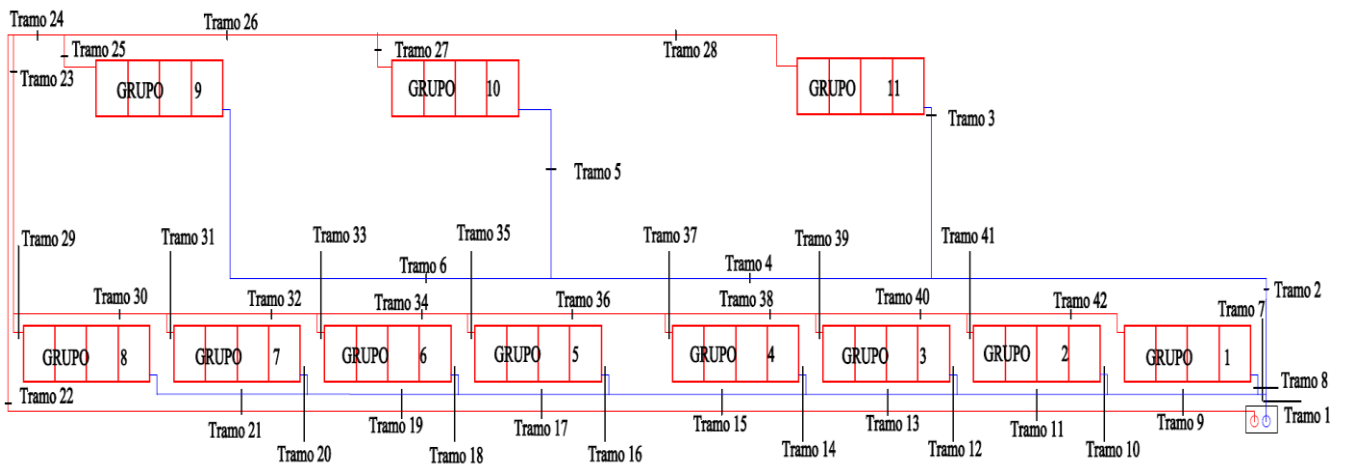 Tramo 24
Tramo 26
Tramo 25
Tramo 27
Tramo 28
Tramo 23
GRUPO 9
GRUPO 10
GRUPO 11
Tramo 3
Tramo 5
Tramo 29
Tramo 31
Tramo 33
Tramo 35
Tramo 37
Tramo 39
Tramo 41
Tramo 6
Tramo 4
Tramo 2
Tramo 30
Tramo 32
Tramo 34
Tramo 36
Tramo 38
Tramo 40
Tramo 42
Tramo 7
GRUPO 8
GRUPO 7
GRUPO 6
GRUPO 5
GRUPO 4
GRUPO 3
GRUPO 2
GRUPO 1
Tramo 8
Tramo 22
Tramo 1
Tramo 21
Tramo 19
Tramo 17
Tramo 15
Tramo 13
Tramo 11
Tramo 9
Tramo 20
Tramo 18
Tramo 16
Tramo 14
Tramo 12
Tramo 10